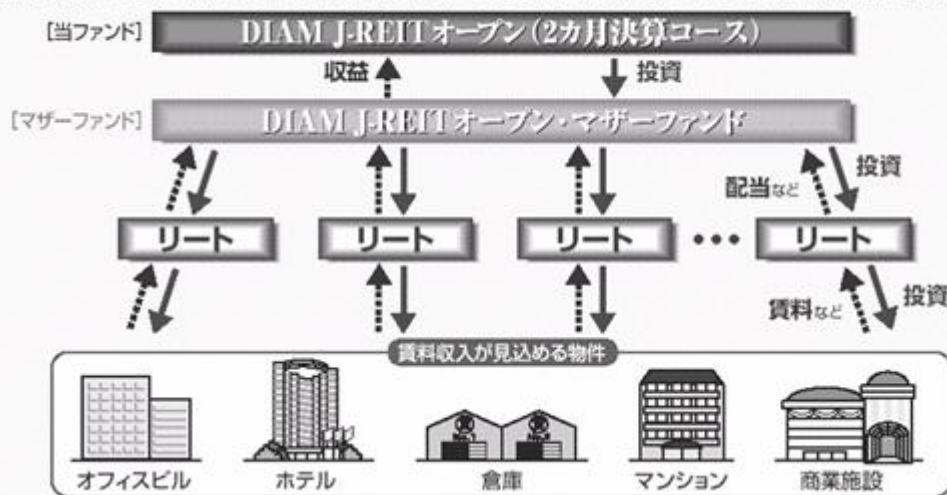 [当ファンド] DIAM J-REITオープン(2カ月決算コース)
収益 投資
[マザーファンド] DIAM J-REITオープン・マザーファンド
投資
配当など
リート リート リート ・・・ リート
投資
賃料など
賃料収入が見込める物件
オフィスビル ホテル 倉庫 マンション 商業施設